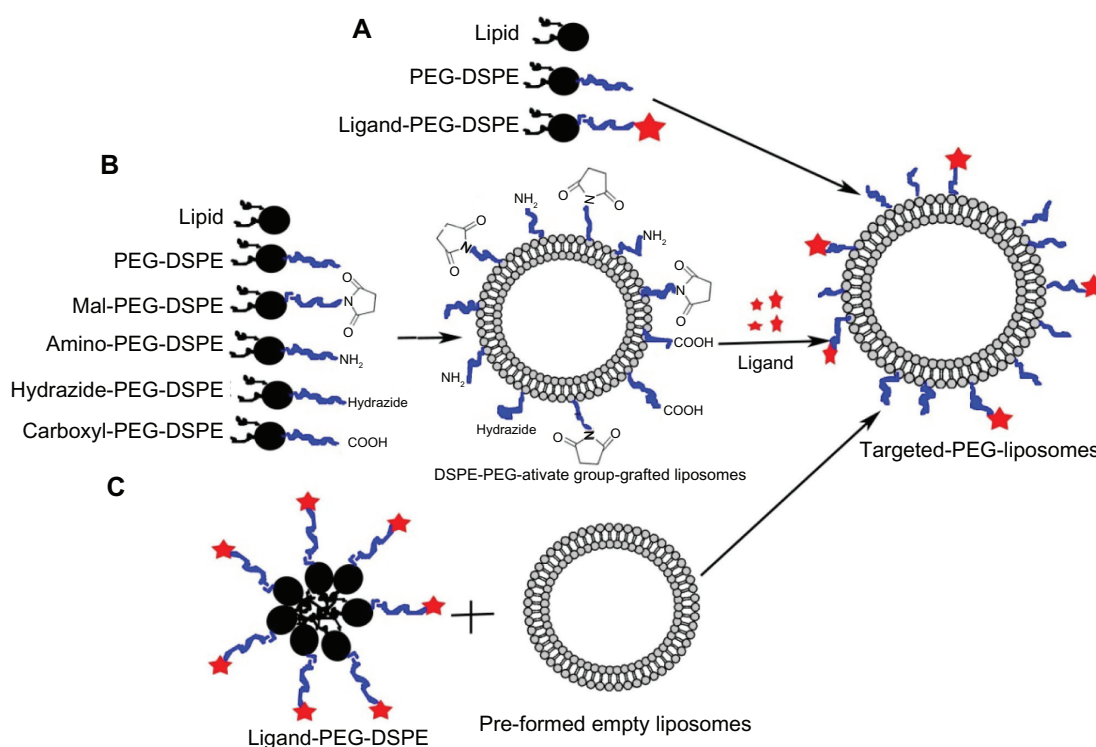 A
Lipid
PEG-DSPE
Ligand-PEG-DSPE
B
Lipid
PEG-DSPE
Mal-PEG-DSPE
O
N
O
Amino-PEG-DSPE
NH2
Hydrazide-PEG-DSPE
Hydrazide
Carboxyl-PEG-DSPE
COOH
O
N
O
NH2
O
N
O
NH2
O
N
O
COOH
COOH
NH2
Hydrazide
N
O
O
DSPE-PEG-ativate group-grafted liposomes
Ligand
Targeted-PEG-liposomes
C
+
Ligand-PEG-DSPE
Pre-formed empty liposomes